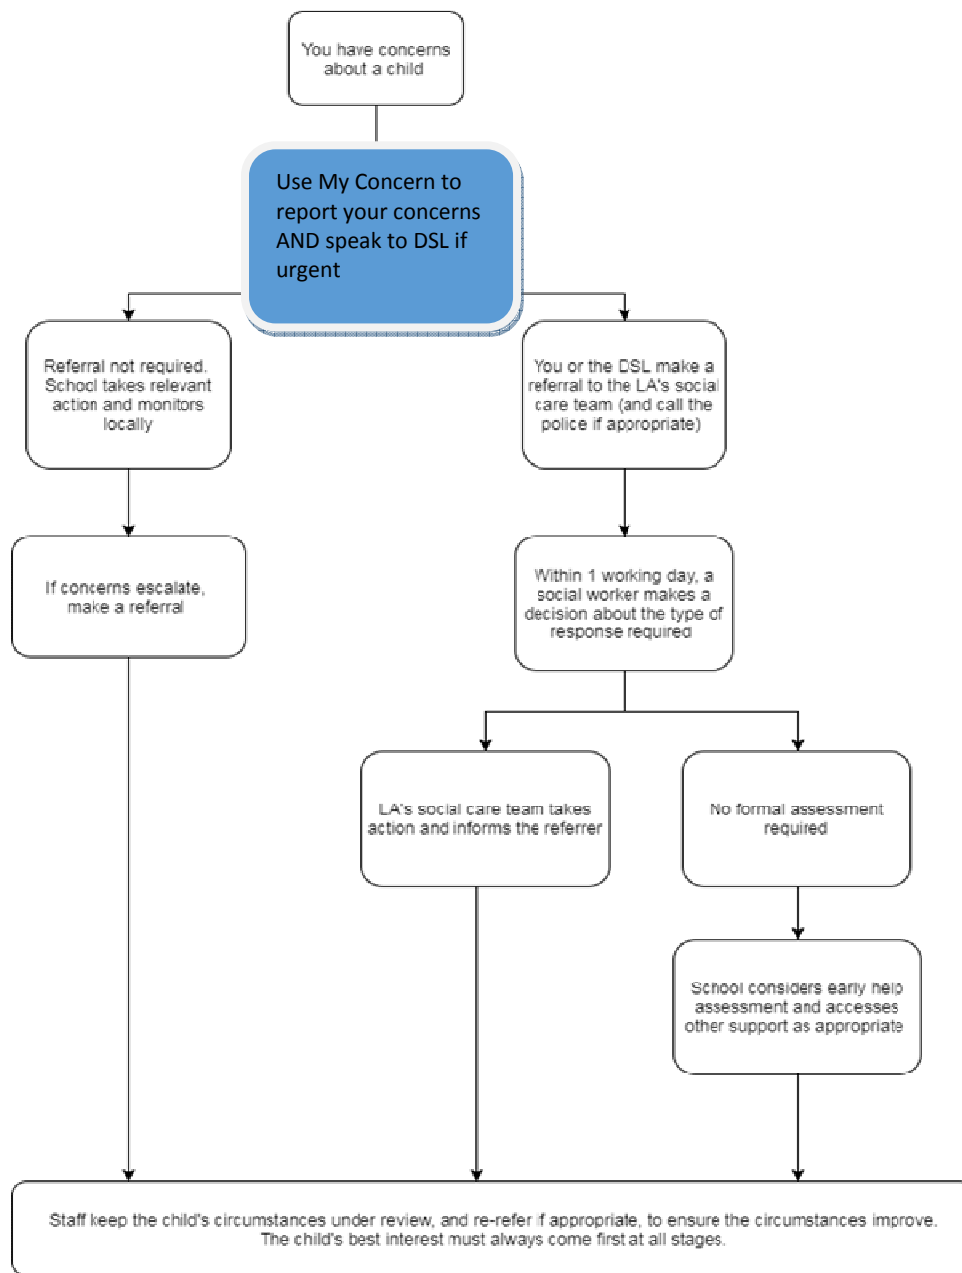 You have concerns
about a child
Use My Concern to
report your concerns
AND speak to DSL if
urgent
Referral not required.
School takes relevant
action and monitors
locally
You or the DSL make a
referral to the LA's social
care team (and call the
police if appropriate)
If concerns escalate,
make a referral
Within 1 working day, a
social worker makes a
decision about the type of
response required
LA's social care team takes
action and informs the referrer
No formal assessment
required
School considers early help
assessment and accesses
other support as appropriate
Staff keep the child's circumstances under review, and re-refer if appropriate, to ensure the circumstances improve.
The child's best interest must always come first at all stages.